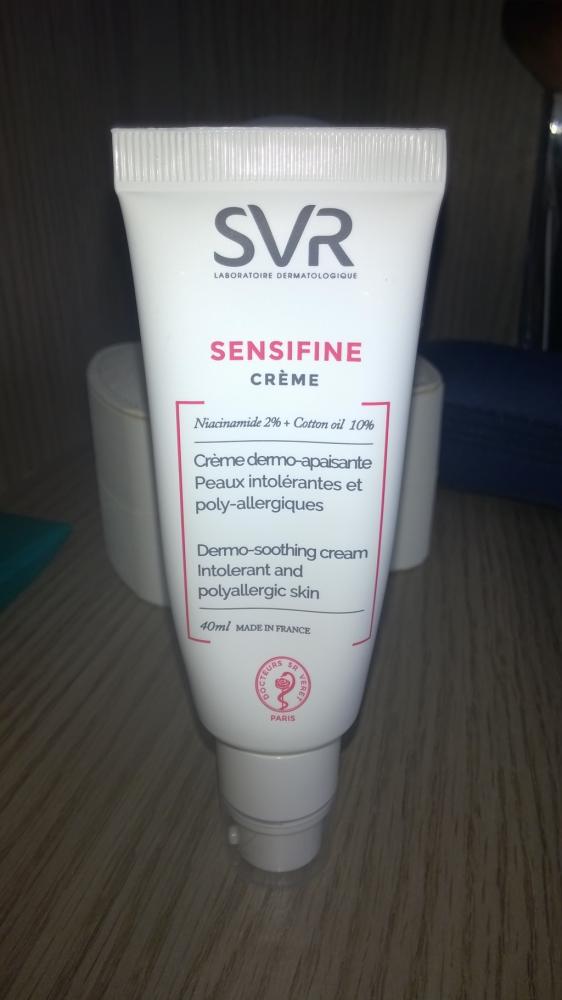 SVR
LABORATOIRE DERMATOLOGIQUE
SENSIFINE
CRÈME
Niacinamide 2% + Cotton oil 10%
Crème dermo-apaisante
Peaux intolérantes et
poly-allergiques
Dermo-soothing cream
Intolerant and
polyallergic skin
40ml MADE IN FRANCE
DOCTEURS SR VERET
PARIS